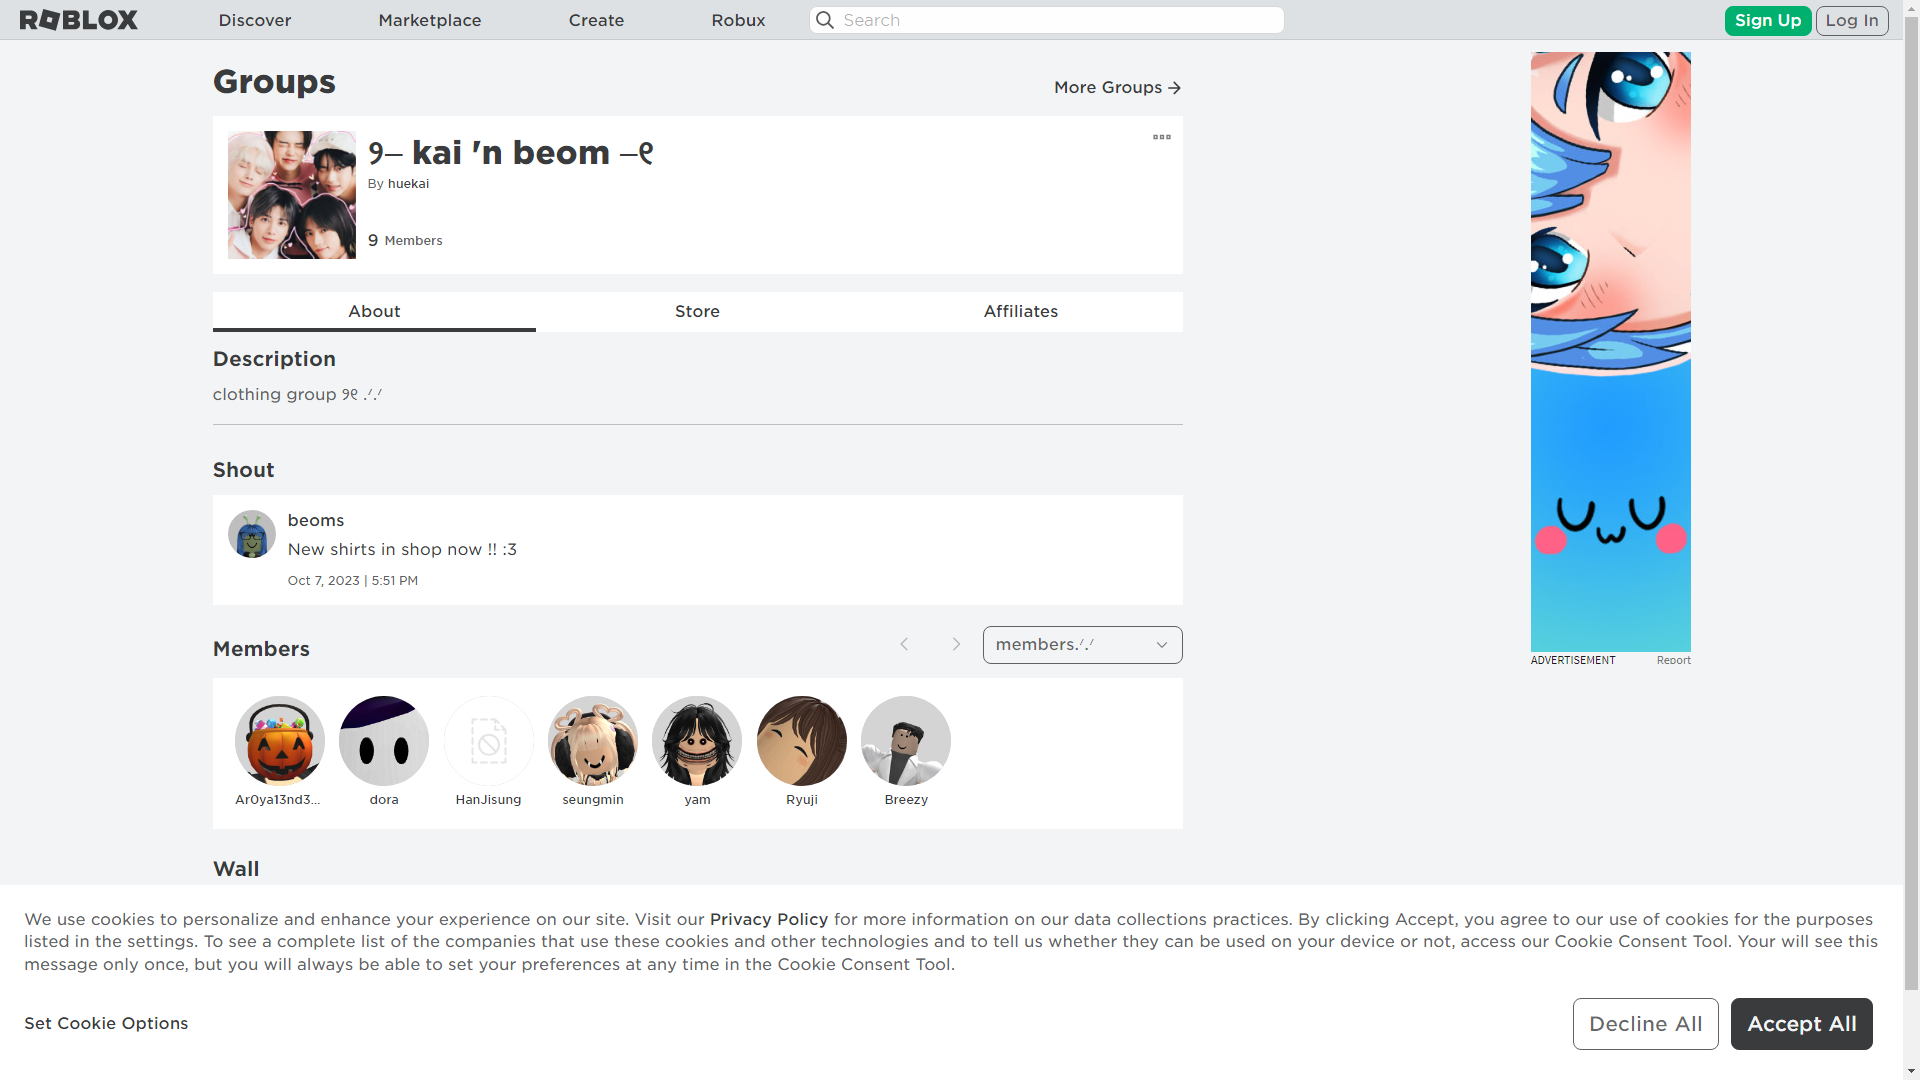 ROBLOX
Discover
Marketplace
Create
Robux
Search
Sign Up
Log In
Groups
More Groups
୨— kai 'n beom —୧
By huekai
9 Members
About
Store
Affiliates
Description
clothing group ୨୧ .ᐟ.ᐟ
Shout
beoms
New shirts in shop now !! :3
Oct 7, 2023 | 5:51 PM
Members
members.ᐟ.ᐟ
Ar0ya13nd3...
dora
HanJisung
seungmin
yam
Ryuji
Breezy
ADVERTISEMENT
Report
Wall
We use cookies to personalize and enhance your experience on our site. Visit our Privacy Policy for more information on our data collections practices. By clicking Accept, you agree to our use of cookies for the purposes
listed in the settings. To see a complete list of the companies that use these cookies and other technologies and to tell us whether they can be used on your device or not, access our Cookie Consent Tool. Your will see this
message only once, but you will always be able to set your preferences at any time in the Cookie Consent Tool.
Set Cookie Options
Decline All
Accept All